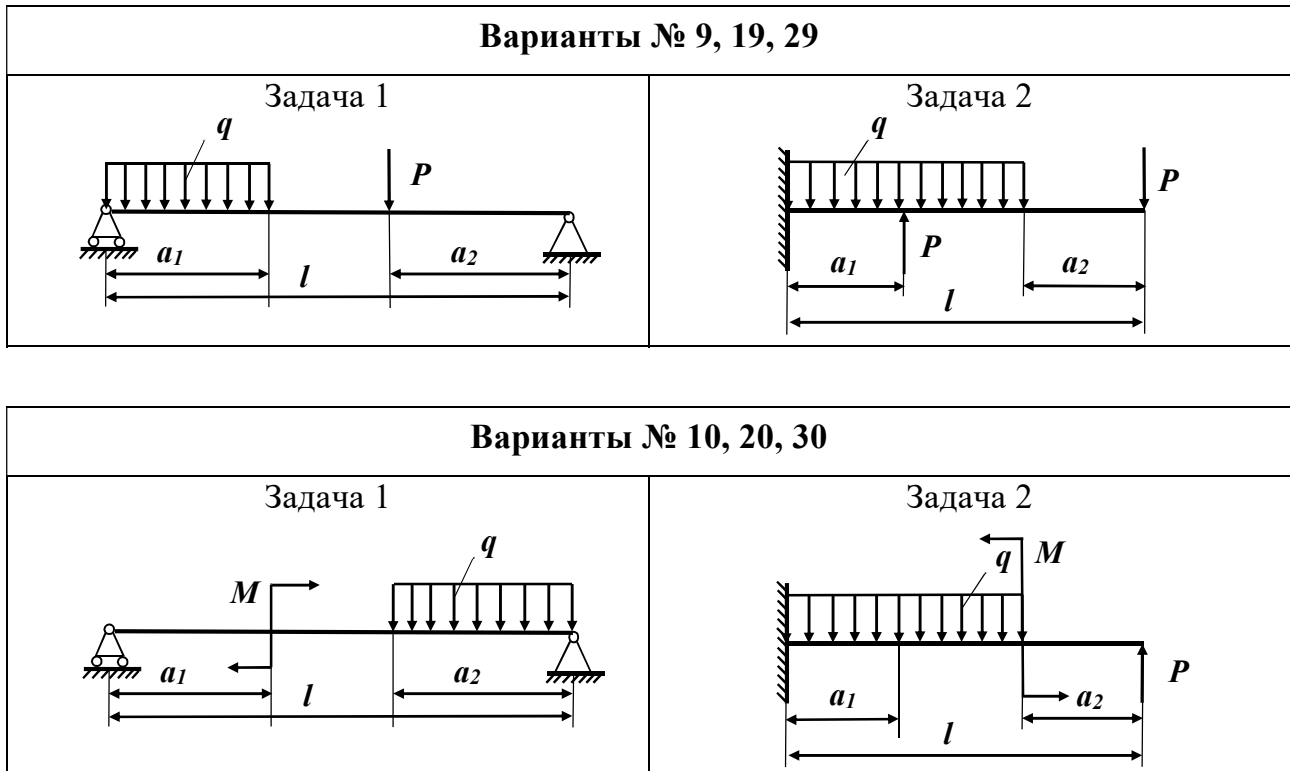 Варианты № 9, 19, 29
Задача 1
q
P
a1
a2
l
Задача 2
q
P
P
a1
a2
l
Варианты № 10, 20, 30
Задача 1
q
M
a1
a2
l
Задача 2
M
q
P
a1
a2
l